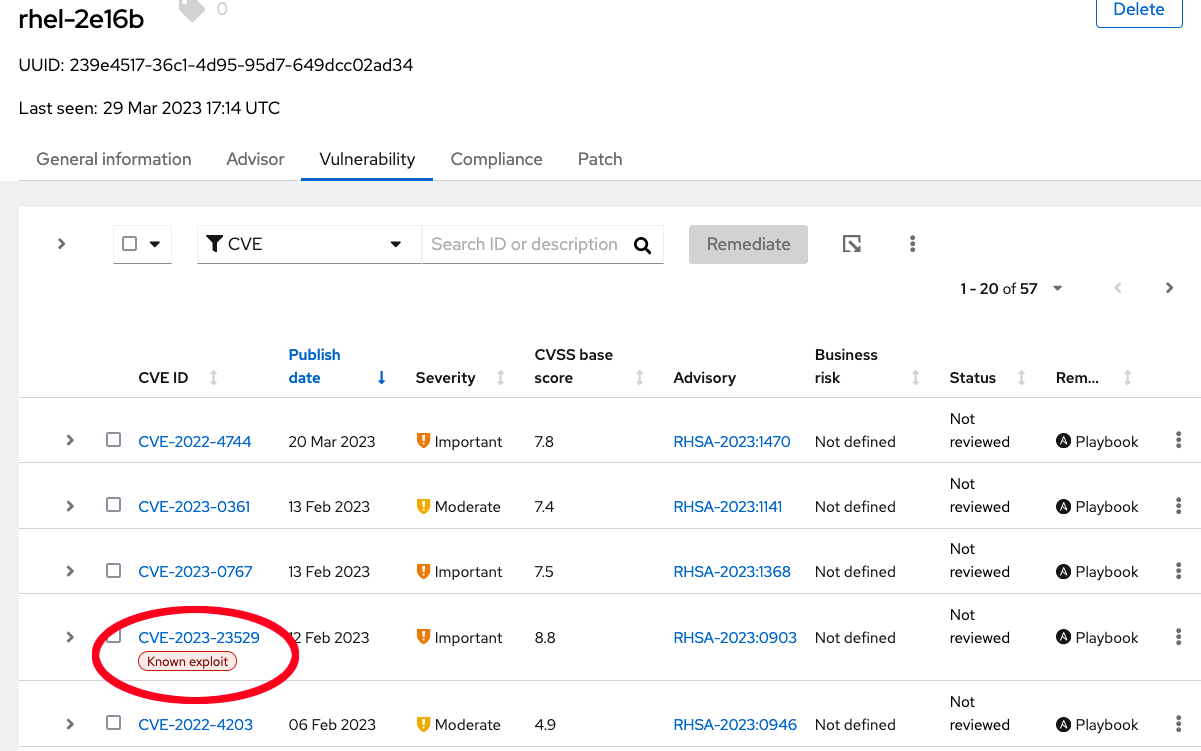 rhel-2e16b 0 Delete
UUID: 239e4517-36c1-4d95-95d7-649dcc02ad34
Last seen: 29 Mar 2023 17:14 UTC
General information Advisor Vulnerability Compliance Patch
CVE Search ID or description Remediate
1 - 20 of 57
Publish CVSS base Business
CVE ID date Severity score Advisory risk Status Rem...
Not
CVE-2022-4744 20 Mar 2023 Important 7.8 RHSA-2023:1470 Not defined reviewed Playbook
Not
CVE-2023-0361 13 Feb 2023 Moderate 7.4 RHSA-2023:1141 Not defined reviewed Playbook
Not
CVE-2023-0767 13 Feb 2023 Important 7.5 RHSA-2023:1368 Not defined reviewed Playbook
Not
CVE-2023-23529 12 Feb 2023 Important 8.8 RHSA-2023:0903 Not defined reviewed Playbook
Known exploit
Not
CVE-2022-4203 06 Feb 2023 Moderate 4.9 RHSA-2023:0946 Not defined reviewed Playbook